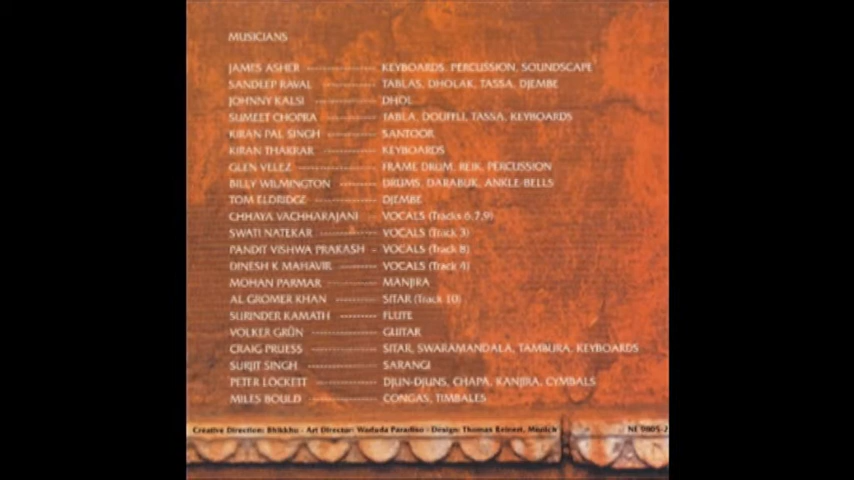 MUSICIANS
JAMES ASHER ---------------- KEYBOARDS, PERCUSSION, SOUNDSCAPE
SANDEEP RAVAL ------------ TABLAS, DHOLAK, TASSA, DJEMBE
JOHNNY KALSI -------------- DHOL
SUMEET CHOPRA ------------ TABLA, DOUFFLI, TASSA, KEYBOARDS
KIRAN PAL SINGH ----------- SANTOOR
KIRAN THAKRAR ------------ KEYBOARDS
GLEN VELEZ ------------------ FRAME DRUM, REIK, PERCUSSION
BILLY WILMINGTON --------- DRUMS, DARABUK, ANKLE-BELLS
TOM ELDRIDGE --------------- DJEMBE
CHHAYA VACHHARAJANI -- VOCALS (Tracks 6,7,9)
SWATI NATEKAR ------------- VOCALS (Track 3)
PANDIT VISHWA PRAKASH - VOCALS (Track 8)
DINESH K MAHAVIR --------- VOCALS (Track 4)
MOHAN PARMAR ----------- MANJIRA
AL GROMER KHAN ---------- SITAR (Track 10)
SURINDER KAMATH --------- FLUTE
VOLKER GRÜN --------------- GUITAR
CRAIG PRUESS --------------- SITAR, SWARAMANDALA, TAMBURA, KEYBOARDS
SURJIT SINGH ---------------- SARANGI
PETER LOCKETT -------------- DJUN-DJUNS, CHAPA, KANJIRA, CYMBALS
MILES BOULD ---------------- CONGAS, TIMBALES
Creative Direction: Bhikkhu - Art Director: Wadada Paradiso - Design: Thomas Reinert, Munich NE 9805-2